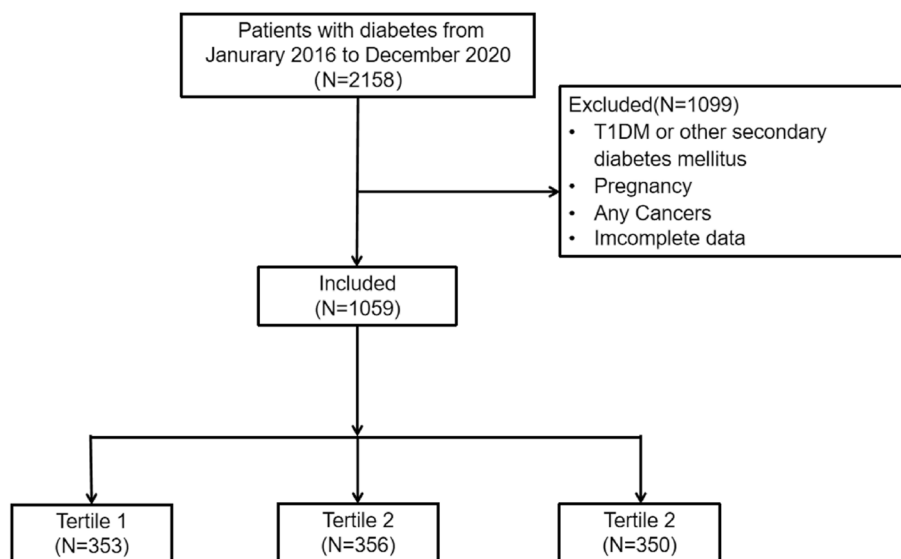 Patients with diabetes from
Janurary 2016 to December 2020
(N=2158)
Excluded(N=1099)
• T1DM or other secondary
diabetes mellitus
• Pregnancy
• Any Cancers
• Imcomplete data
Included
(N=1059)
Tertile 1
(N=353)
Tertile 2
(N=356)
Tertile 2
(N=350)